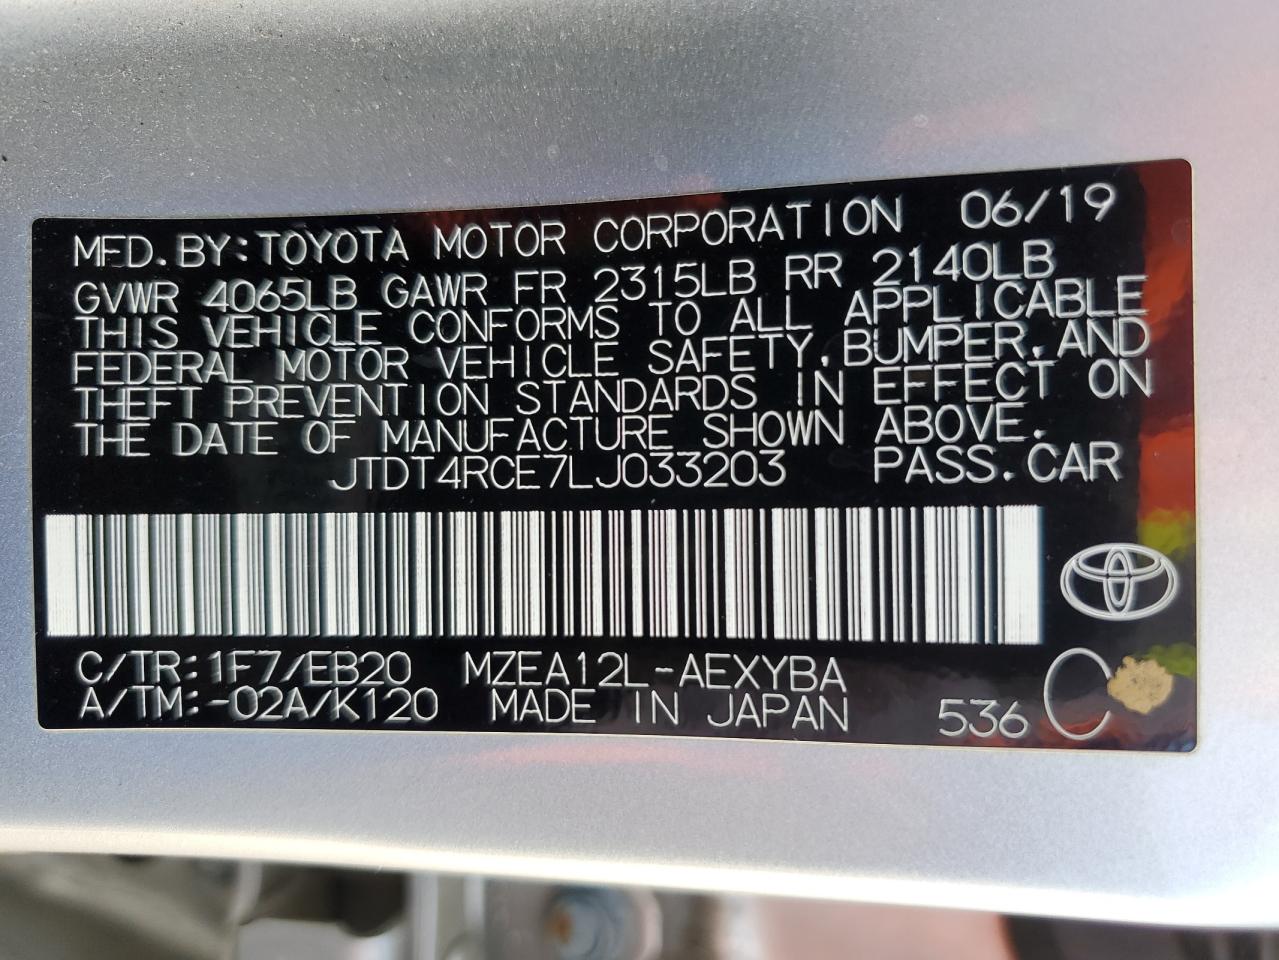 MFD. BY: TOYOTA MOTOR CORPORATION 06/19
GVWR 4065LB GAWR FR 2315LB RR 2140LB
THIS VEHICLE CONFORMS TO ALL APPLICABLE
FEDERAL MOTOR VEHICLE SAFETY, BUMPER, AND
THEFT PREVENTION STANDARDS IN EFFECT ON
THE DATE OF MANUFACTURE SHOWN ABOVE.
JTDT4RCE7LJ033203 PASS. CAR
C/TR: 1F7/EB20 MZEA12L-AEXYBA
A/TM: -02A/K120 MADE IN JAPAN 536 C